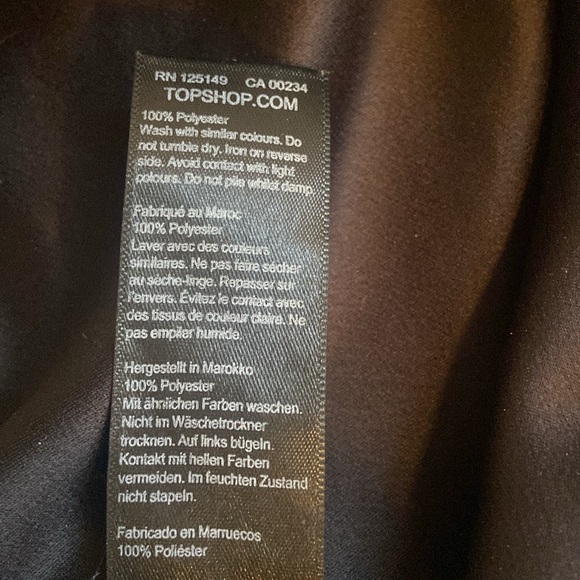 RN 125149 CA 00234
TOPSHOP.COM
100% Polyester
Wash with similar colours. Do
not tumble dry. Iron on reverse
side. Avoid contact with light
colours. Do not pile whilst damp.
Fabriqué au Maroc
100% Polyester
Laver avec des couleurs
similaires. Ne pas faire sécher
au sèche-linge. Repasser sur
l'envers. Evitez le contact avec
des tissus de couleur claire. Ne
pas empiler humide.
Hergestellt in Marokko
100% Polyester
Mit ähnlichen Farben waschen.
Nicht im Wäschetrockner
trocknen. Auf links bügeln.
Kontakt mit hellen Farben
vermeiden. Im feuchten Zustand
nicht stapeln.
Fabricado en Marruecos
100% Poliéster